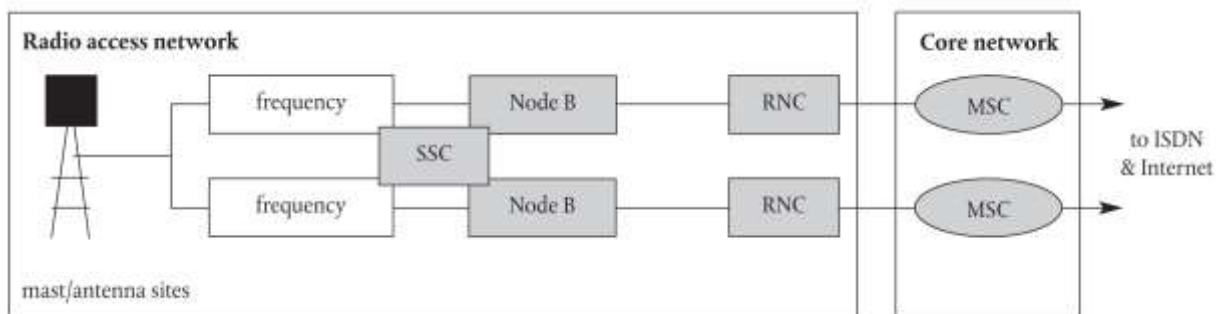 Radio access network
Core network
frequency
Node B
RNC
MSC
SSC
to ISDN
& Internet
frequency
Node B
RNC
MSC
mast/antenna sites